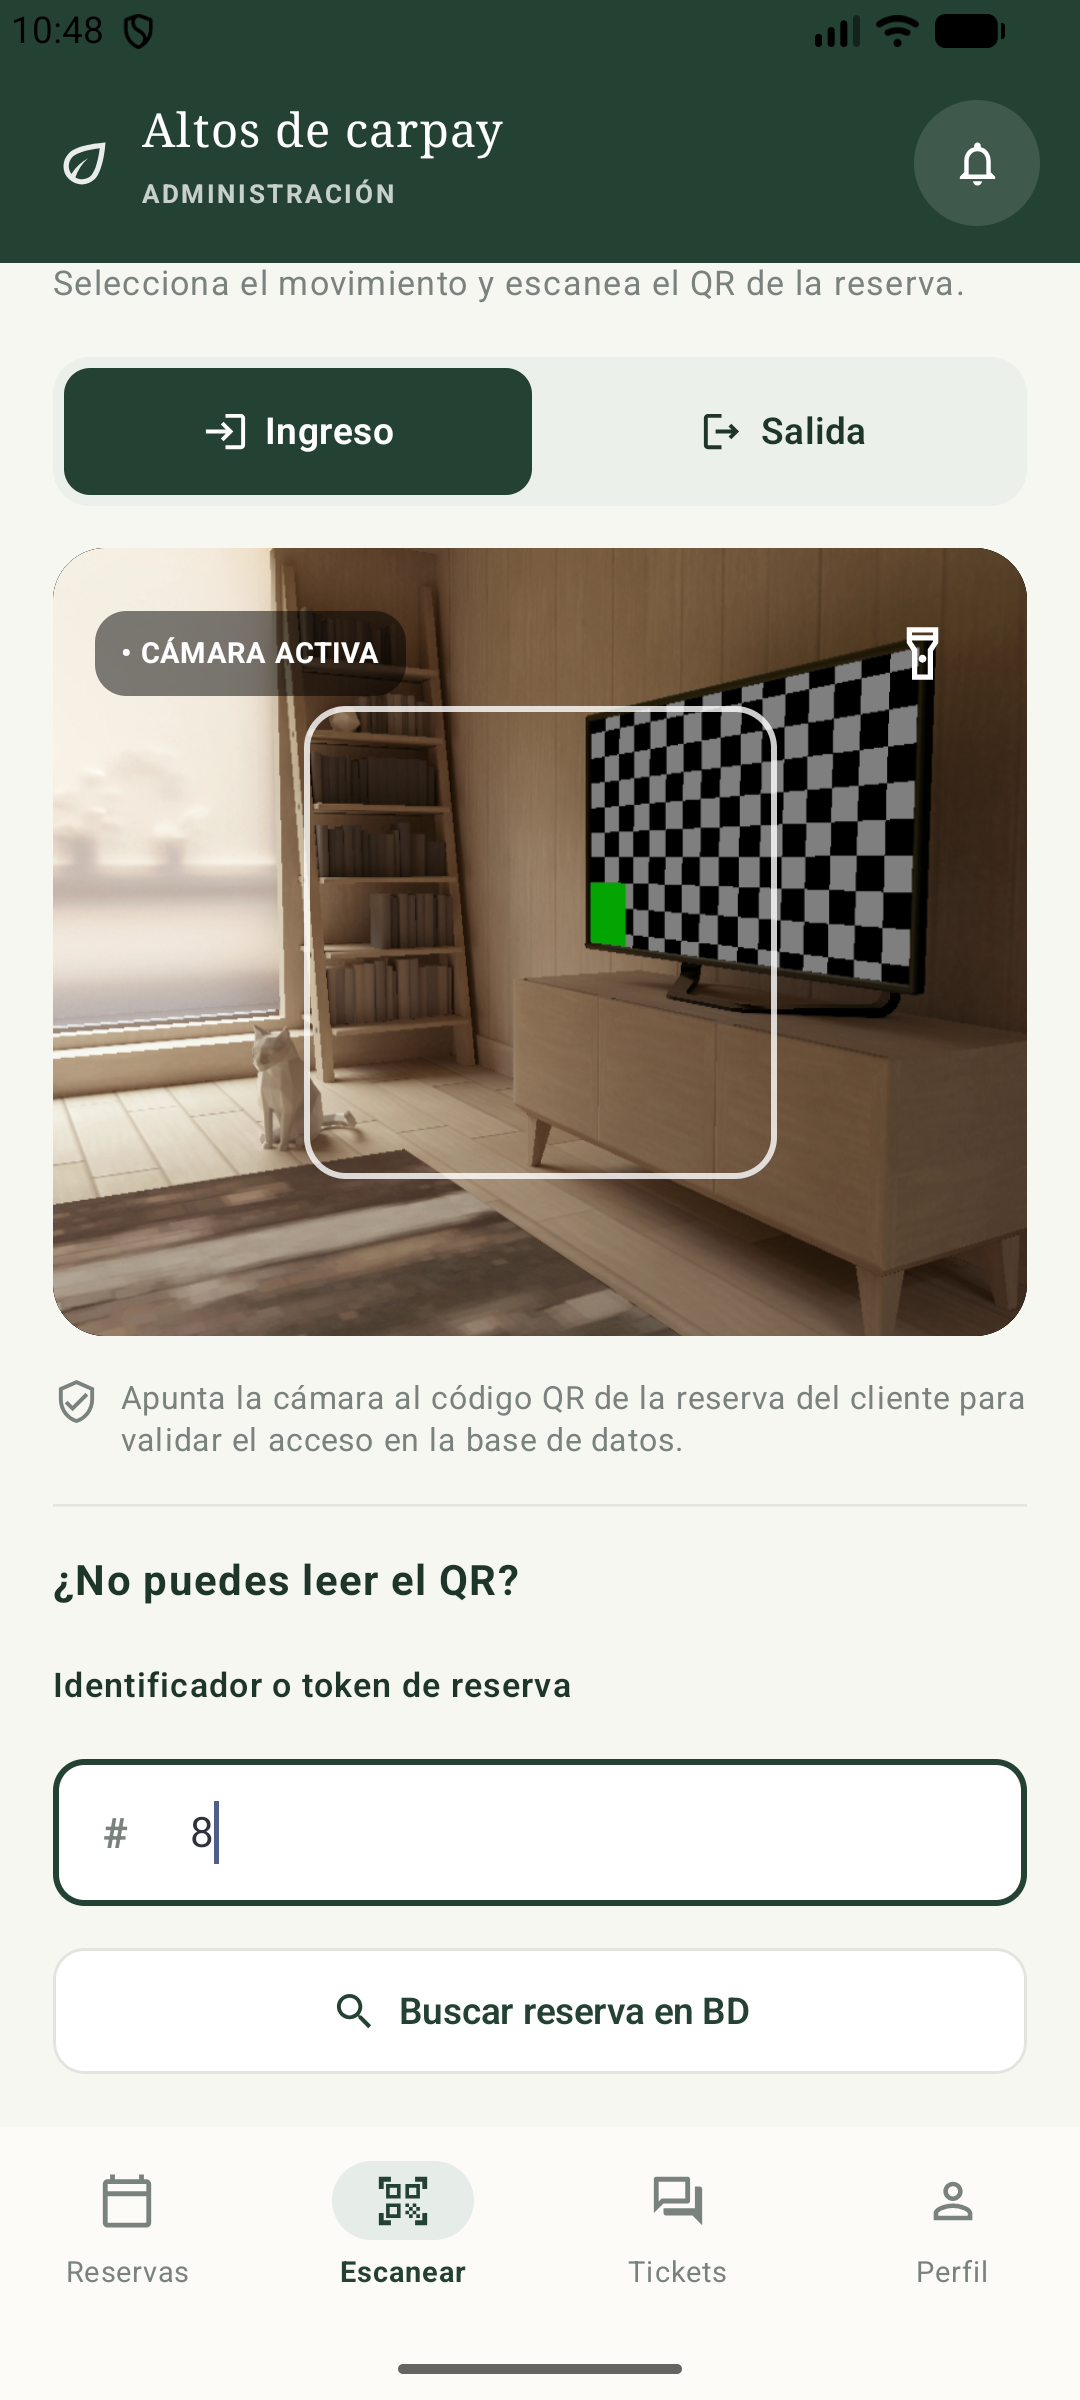 10:48
Altos de carpay
ADMINISTRACIÓN
Selecciona el movimiento y escanea el QR de la reserva.
Ingreso
Salida
• CÁMARA ACTIVA
Apunta la cámara al código QR de la reserva del cliente para
validar el acceso en la base de datos.
¿No puedes leer el QR?
Identificador o token de reserva
# 8
Buscar reserva en BD
Reservas
Escanear
Tickets
Perfil